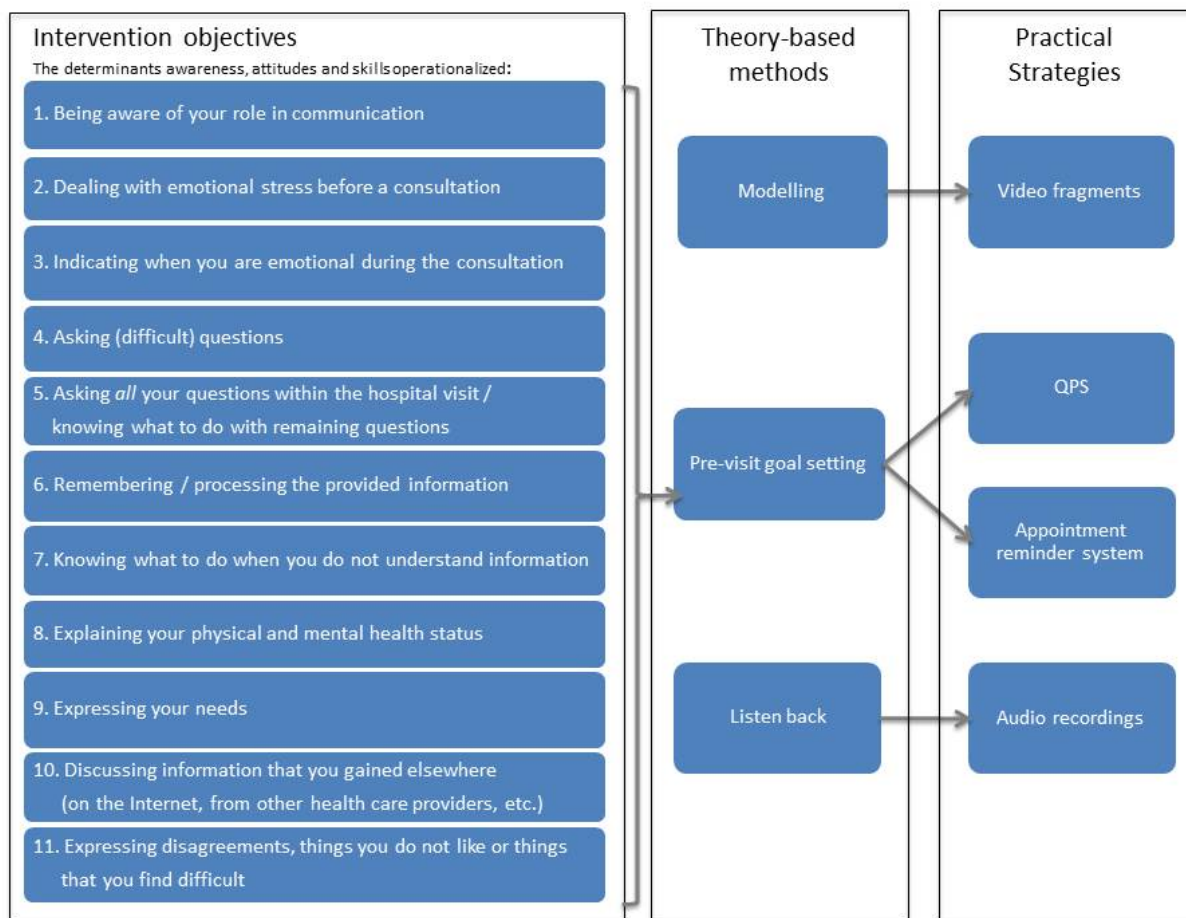 Intervention objectives
The determinants awareness, attitudes and skills operationalized:
1. Being aware of your role in communication
2. Dealing with emotional stress before a consultation
3. Indicating when you are emotional during the consultation
4. Asking (difficult) questions
5. Asking all your questions within the hospital visit /
knowing what to do with remaining questions
6. Remembering / processing the provided information
7. Knowing what to do when you do not understand information
8. Explaining your physical and mental health status
9. Expressing your needs
10. Discussing information that you gained elsewhere
(on the Internet, from other health care providers, etc.)
11. Expressing disagreements, things you do not like or things
that you find difficult
Theory-based
methods
Modelling
Pre-visit goal setting
Listen back
Practical
Strategies
Video fragments
QPS
Appointment
reminder system
Audio recordings